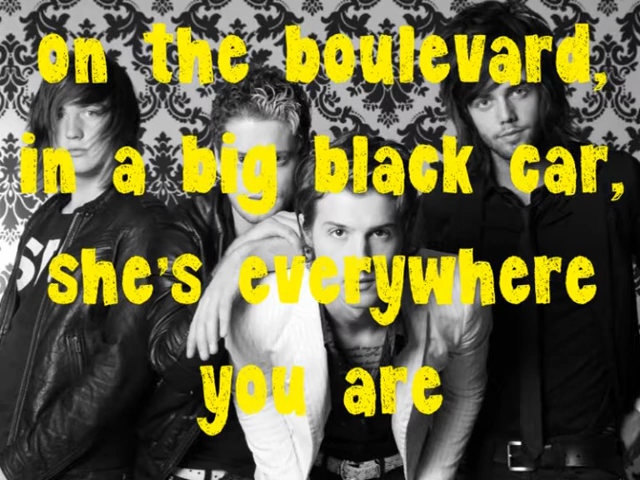 on the boulevard,
in a big black car,
she's everywhere
you are